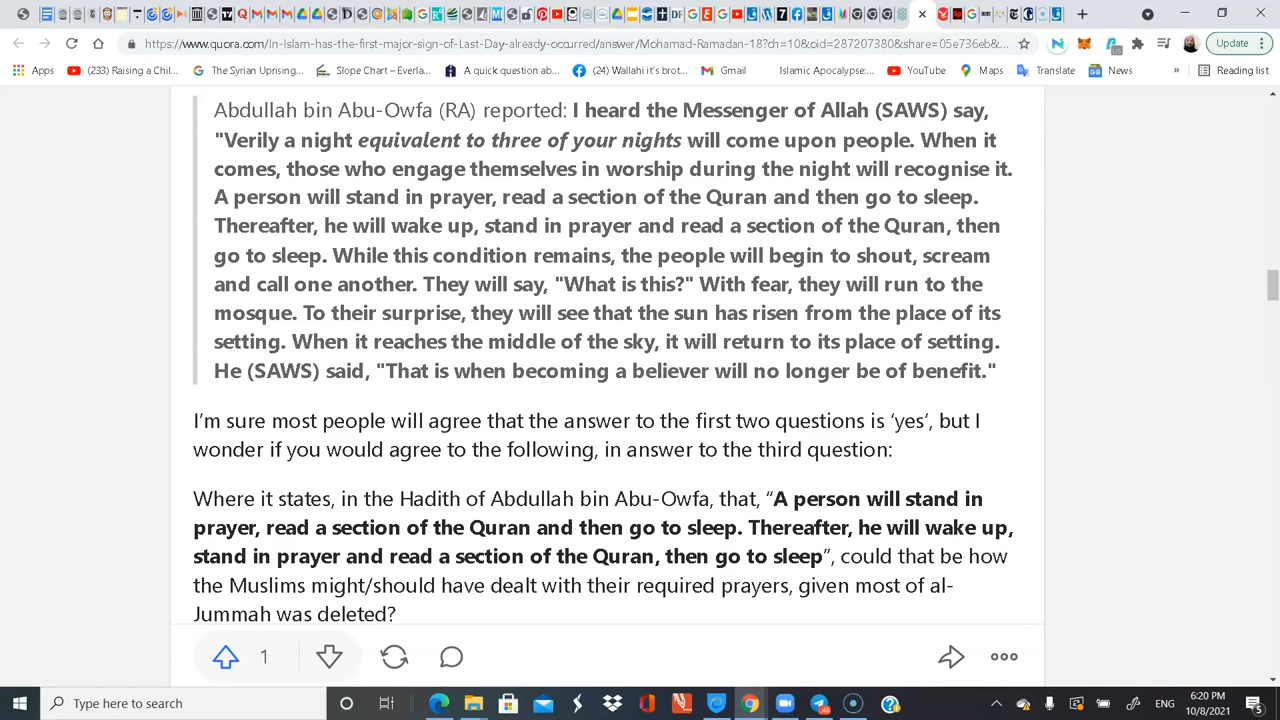 Update
https://www.quora.com/In-Islam-has-the-first-major-sign-of-Last-Day-already-occurred/answer/Mohamed-Ramadan-18?ch=10&oid=287207380&share=05e736eb&...
Apps
(233) Raising a Chil...
The Syrian Uprising...
Slope Chart – Everla...
A quick question ab...
(24) Wallahi it's brot...
Gmail
Islamic Apocalypse:...
YouTube
Maps
Translate
News
»
Reading list
Abdullah bin Abu-Owfa (RA) reported: I heard the Messenger of Allah (SAWS) say,
"Verily a night equivalent to three of your nights will come upon people. When it
comes, those who engage themselves in worship during the night will recognise it.
A person will stand in prayer, read a section of the Quran and then go to sleep.
Thereafter, he will wake up, stand in prayer and read a section of the Quran, then
go to sleep. While this condition remains, the people will begin to shout, scream
and call one another. They will say, "What is this?" With fear, they will run to the
mosque. To their surprise, they will see that the sun has risen from the place of its
setting. When it reaches the middle of the sky, it will return to its place of setting.
He (SAWS) said, "That is when becoming a believer will no longer be of benefit."
I'm sure most people will agree that the answer to the first two questions is 'yes', but I
wonder if you would agree to the following, in answer to the third question:
Where it states, in the Hadith of Abdullah bin Abu-Owfa, that, "A person will stand in
prayer, read a section of the Quran and then go to sleep. Thereafter, he will wake up,
stand in prayer and read a section of the Quran, then go to sleep", could that be how
the Muslims might/should have dealt with their required prayers, given most of al-
Jummah was deleted?
1
Type here to search
ENG
6:20 PM
10/8/2021
5